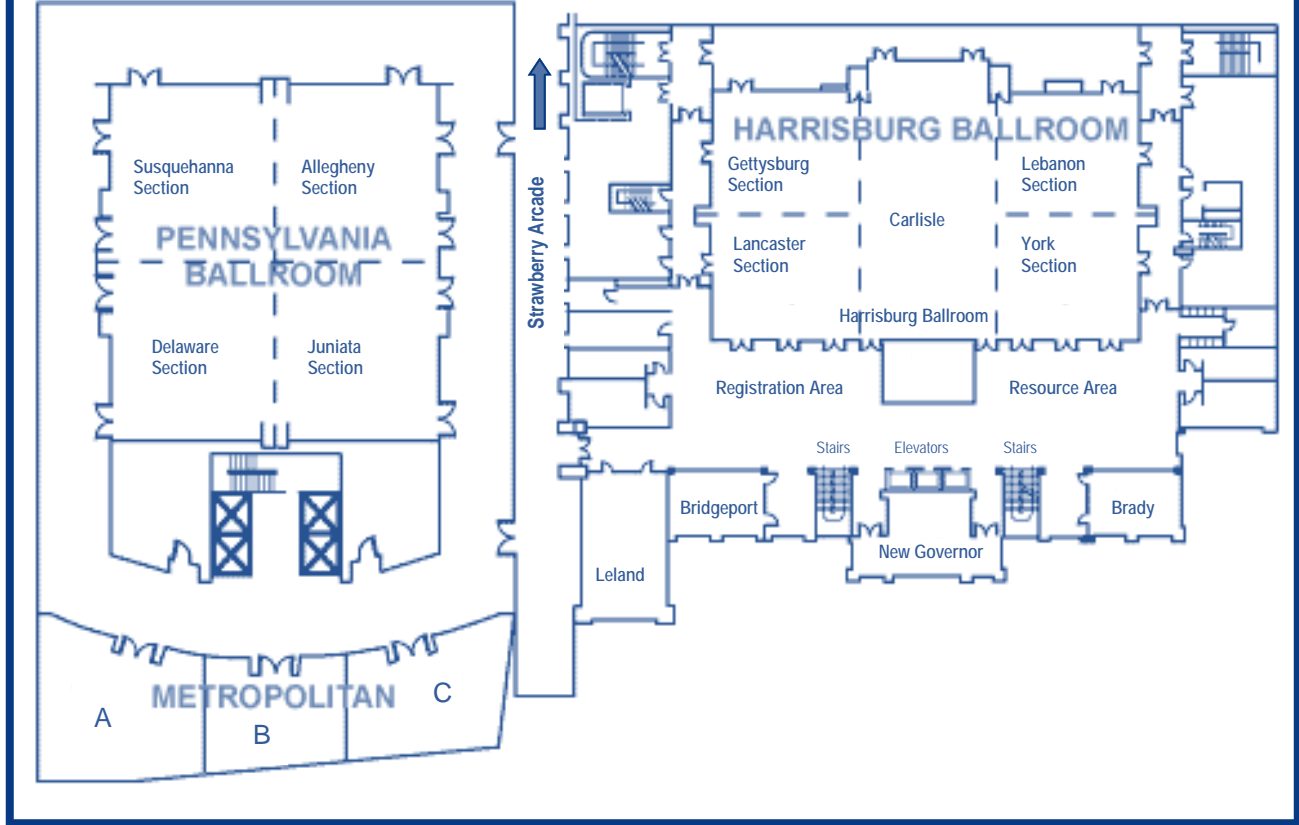 Susquehanna
Section
Allegheny
Section
PENNSYLVANIA
BALLROOM
Delaware
Section
Juniata
Section
METROPOLITAN
A
B
C
Strawberry Arcade
HARRISBURG BALLROOM
Gettysburg
Section
Lebanon
Section
Carlisle
Lancaster
Section
York
Section
Harrisburg Ballroom
Registration Area
Resource Area
Stairs
Elevators
Stairs
Bridgeport
Brady
New Governor
Leland